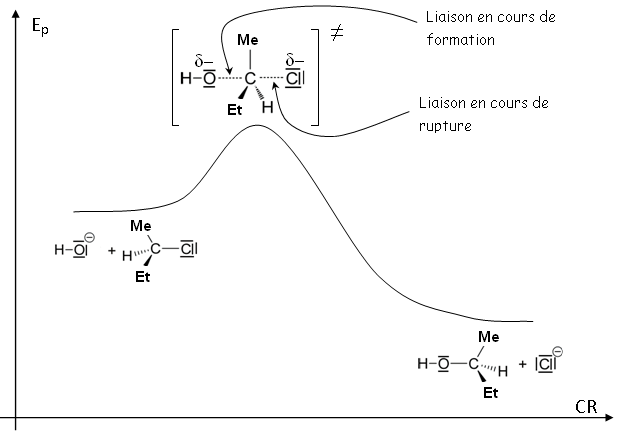 Ep
Liaison en cours de
formation
Me
≠
δ– δ–
H–O C Cl
Et H
Liaison en cours de
rupture
Me
H–O⊖ + H C–Cl
Et
Me
H–O–C H + Cl⊖
Et
CR